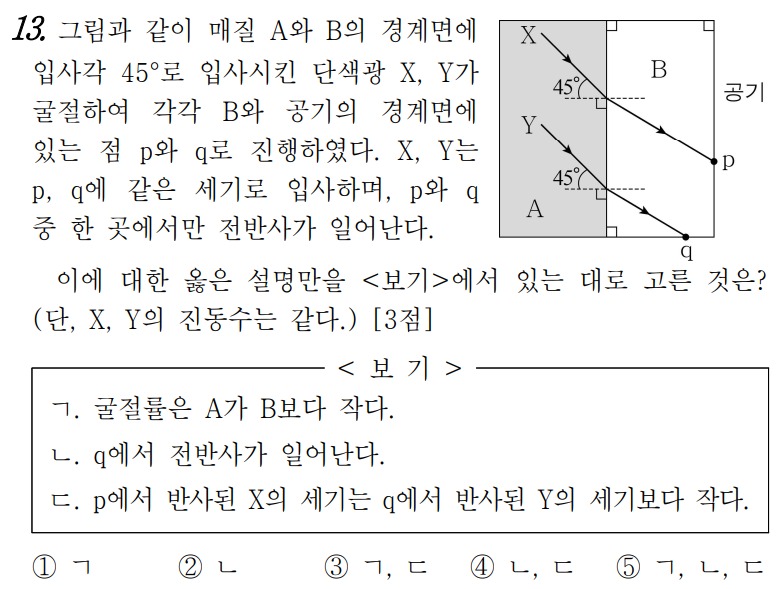 13. 그림과 같이 매질 A와 B의 경계면에
입사각 45°로 입사시킨 단색광 X, Y가
굴절하여 각각 B와 공기의 경계면에
있는 점 p와 q로 진행하였다. X, Y는
p, q에 같은 세기로 입사하며, p와 q
중 한 곳에서만 전반사가 일어난다.
X
45°
B
공기
p
Y
45°
A
q
이에 대한 옳은 설명만을 <보기>에서 있는 대로 고른 것은?
(단, X, Y의 진동수는 같다.) [3점]
< 보 기 >
ㄱ. 굴절률은 A가 B보다 작다.
ㄴ. q에서 전반사가 일어난다.
ㄷ. p에서 반사된 X의 세기는 q에서 반사된 Y의 세기보다 작다.
① ㄱ ② ㄴ ③ ㄱ, ㄷ ④ ㄴ, ㄷ ⑤ ㄱ, ㄴ, ㄷ